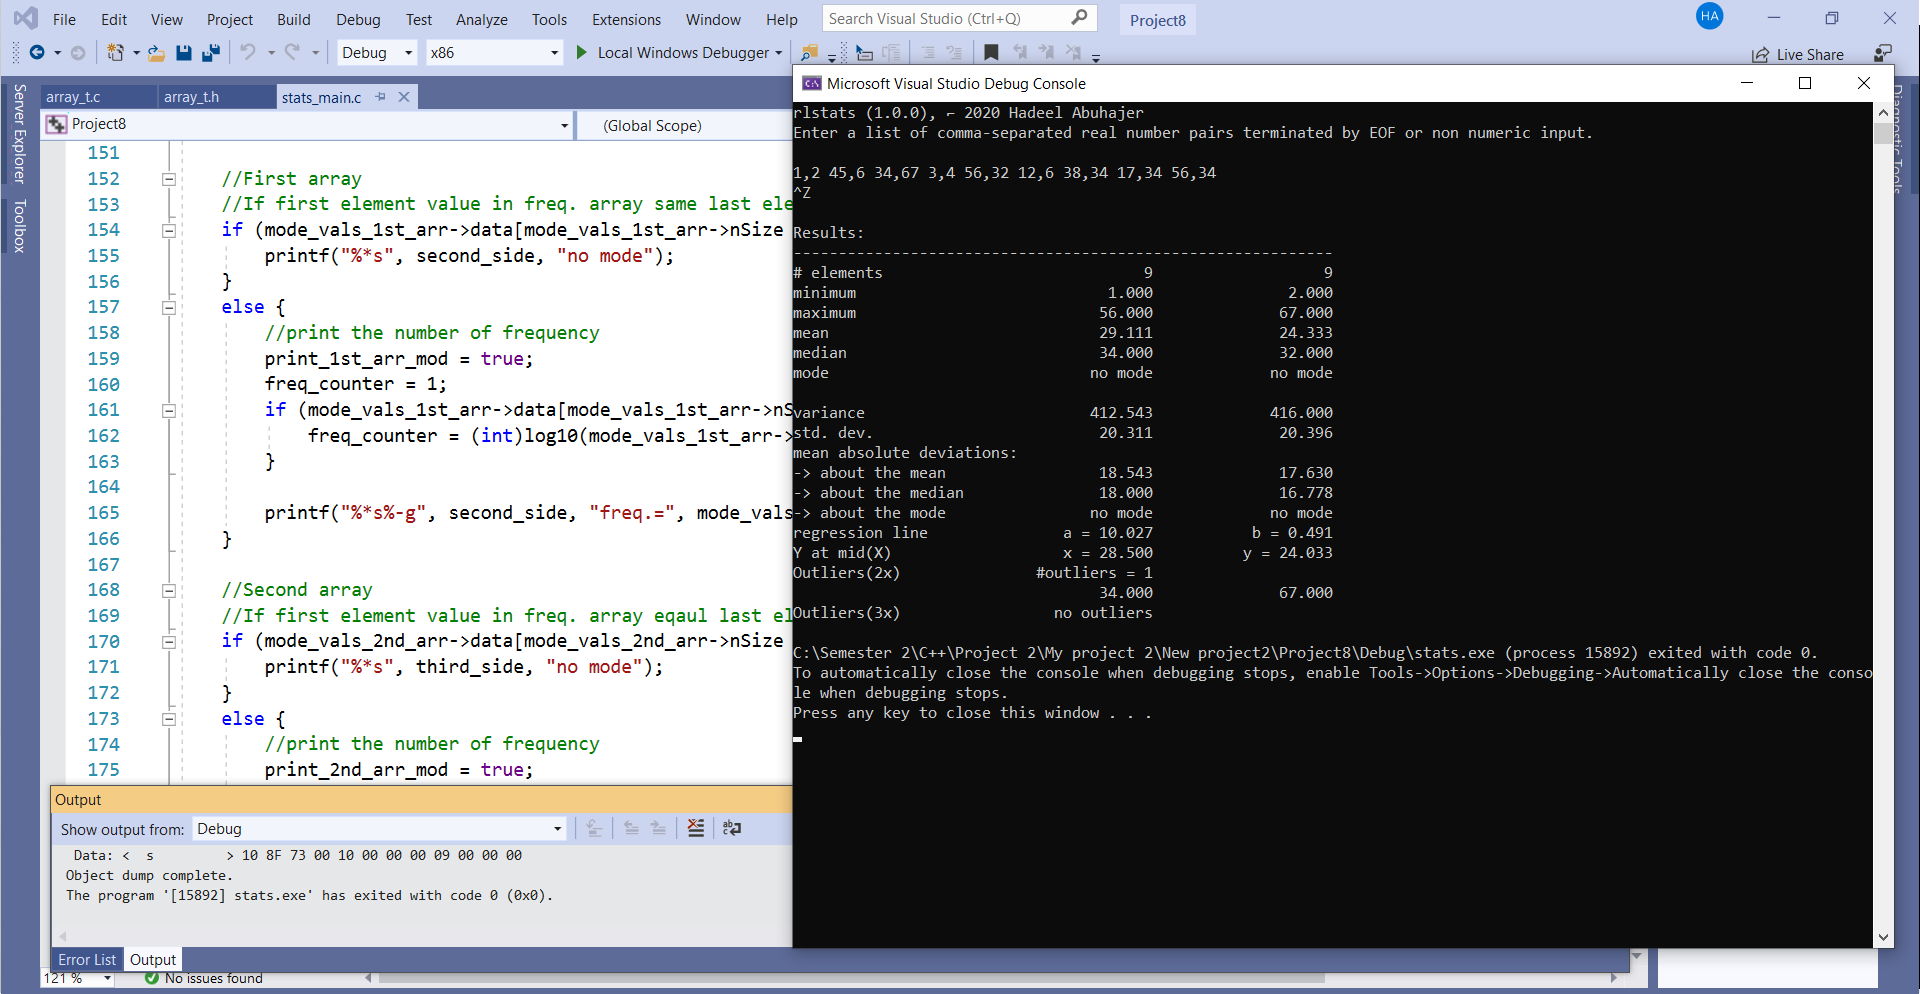 File Edit View Project Build Debug Test Analyze Tools Extensions Window Help Search Visual Studio (Ctrl+Q) Project8 HA
Debug x86 Local Windows Debugger Live Share
Server Explorer
Toolbox
Diagnostic Tools
array_t.c array_t.h stats_main.c
Project8 (Global Scope)
151
152 //First array
153 //If first element value in freq. array same last ele
154 if (mode_vals_1st_arr->data[mode_vals_1st_arr->nSize
155 printf("%*s", second_side, "no mode");
156 }
157 else {
158 //print the number of frequency
159 print_1st_arr_mod = true;
160 freq_counter = 1;
161 if (mode_vals_1st_arr->data[mode_vals_1st_arr->nS
162 freq_counter = (int)log10(mode_vals_1st_arr->
163 }
164
165 printf("%*s%-g", second_side, "freq.=", mode_vals
166 }
167
168 //Second array
169 //If first element value in freq. array eqaul last el
170 if (mode_vals_2nd_arr->data[mode_vals_2nd_arr->nSize
171 printf("%*s", third_side, "no mode");
172 }
173 else {
174 //print the number of frequency
175 print_2nd_arr_mod = true;
Output
Show output from: Debug
Data: < s > 10 8F 73 00 10 00 00 00 09 00 00 00
Object dump complete.
The program '[15892] stats.exe' has exited with code 0 (0x0).
Error List Output
121 % No issues found
Microsoft Visual Studio Debug Console
rlstats (1.0.0), ⌐ 2020 Hadeel Abuhajer
Enter a list of comma-separated real number pairs terminated by EOF or non numeric input.
1,2 45,6 34,67 3,4 56,32 12,6 38,34 17,34 56,34
^Z
Results:
------------------------------------------------------------
# elements 9 9
minimum 1.000 2.000
maximum 56.000 67.000
mean 29.111 24.333
median 34.000 32.000
mode no mode no mode
variance 412.543 416.000
std. dev. 20.311 20.396
mean absolute deviations:
-> about the mean 18.543 17.630
-> about the median 18.000 16.778
-> about the mode no mode no mode
regression line a = 10.027 b = 0.491
Y at mid(X) x = 28.500 y = 24.033
Outliers(2x) #outliers = 1
34.000 67.000
Outliers(3x) no outliers
C:\Semester 2\C++\Project 2\My project 2\New project2\Project8\Debug\stats.exe (process 15892) exited with code 0.
To automatically close the console when debugging stops, enable Tools->Options->Debugging->Automatically close the conso
le when debugging stops.
Press any key to close this window . . .